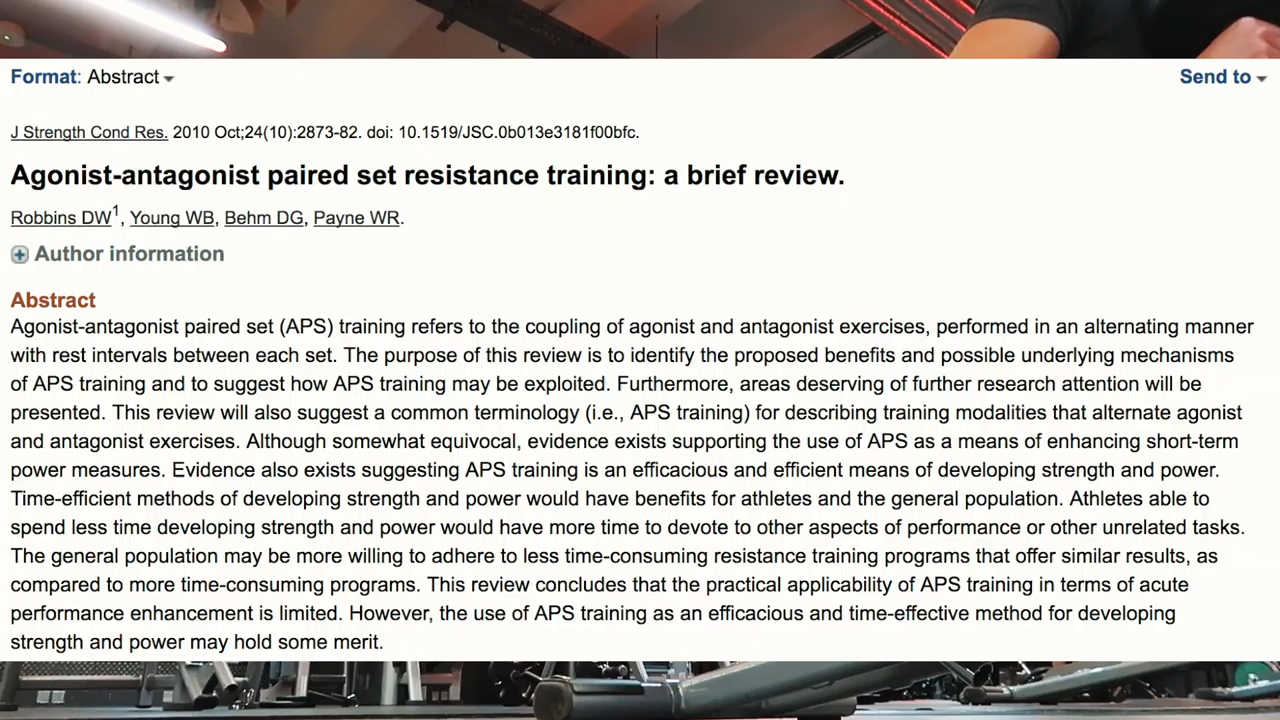 Format: Abstract
Send to
J Strength Cond Res. 2010 Oct;24(10):2873-82. doi: 10.1519/JSC.0b013e3181f00bfc.
Agonist-antagonist paired set resistance training: a brief review.
Robbins DW1, Young WB, Behm DG, Payne WR.
Author information
Abstract
Agonist-antagonist paired set (APS) training refers to the coupling of agonist and antagonist exercises, performed in an alternating manner
with rest intervals between each set. The purpose of this review is to identify the proposed benefits and possible underlying mechanisms
of APS training and to suggest how APS training may be exploited. Furthermore, areas deserving of further research attention will be
presented. This review will also suggest a common terminology (i.e., APS training) for describing training modalities that alternate agonist
and antagonist exercises. Although somewhat equivocal, evidence exists supporting the use of APS as a means of enhancing short-term
power measures. Evidence also exists suggesting APS training is an efficacious and efficient means of developing strength and power.
Time-efficient methods of developing strength and power would have benefits for athletes and the general population. Athletes able to
spend less time developing strength and power would have more time to devote to other aspects of performance or other unrelated tasks.
The general population may be more willing to adhere to less time-consuming resistance training programs that offer similar results, as
compared to more time-consuming programs. This review concludes that the practical applicability of APS training in terms of acute
performance enhancement is limited. However, the use of APS training as an efficacious and time-effective method for developing
strength and power may hold some merit.